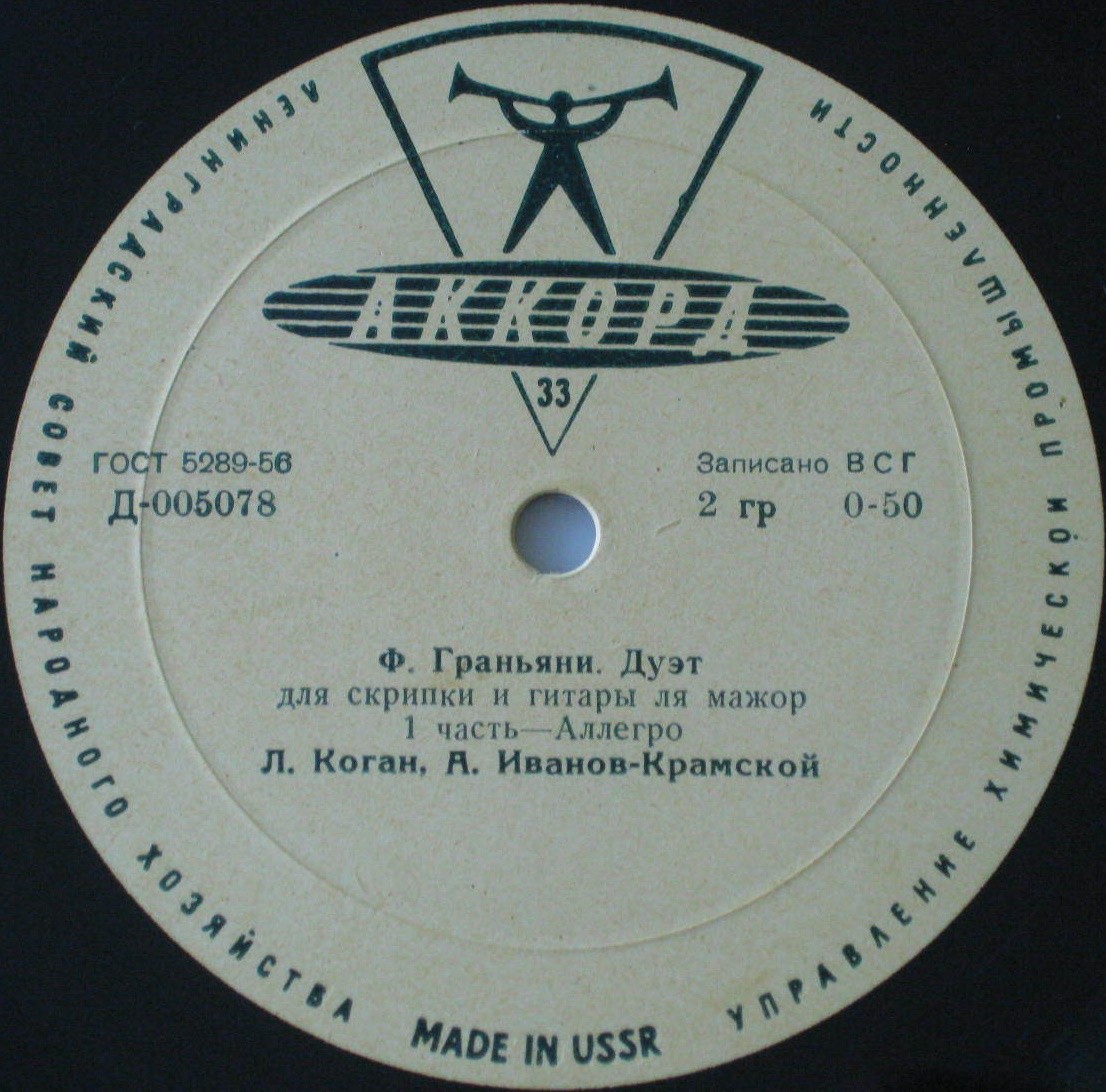 ЛЕНИНГРАДСКИЙ СОВЕТ НАРОДНОГО ХОЗЯЙСТВА
УПРАВЛЕНИЕ ХИМИЧЕСКОЙ ПРОМЫШЛЕННОСТИ
АККОРД
33
ГОСТ 5289-56
Записано ВСГ
Д-005078
2 гр 0-50
Ф. Граньяни. Дуэт
для скрипки и гитары ля мажор
1 часть—Аллегро
Л. Коган, А. Иванов-Крамской
MADE IN USSR